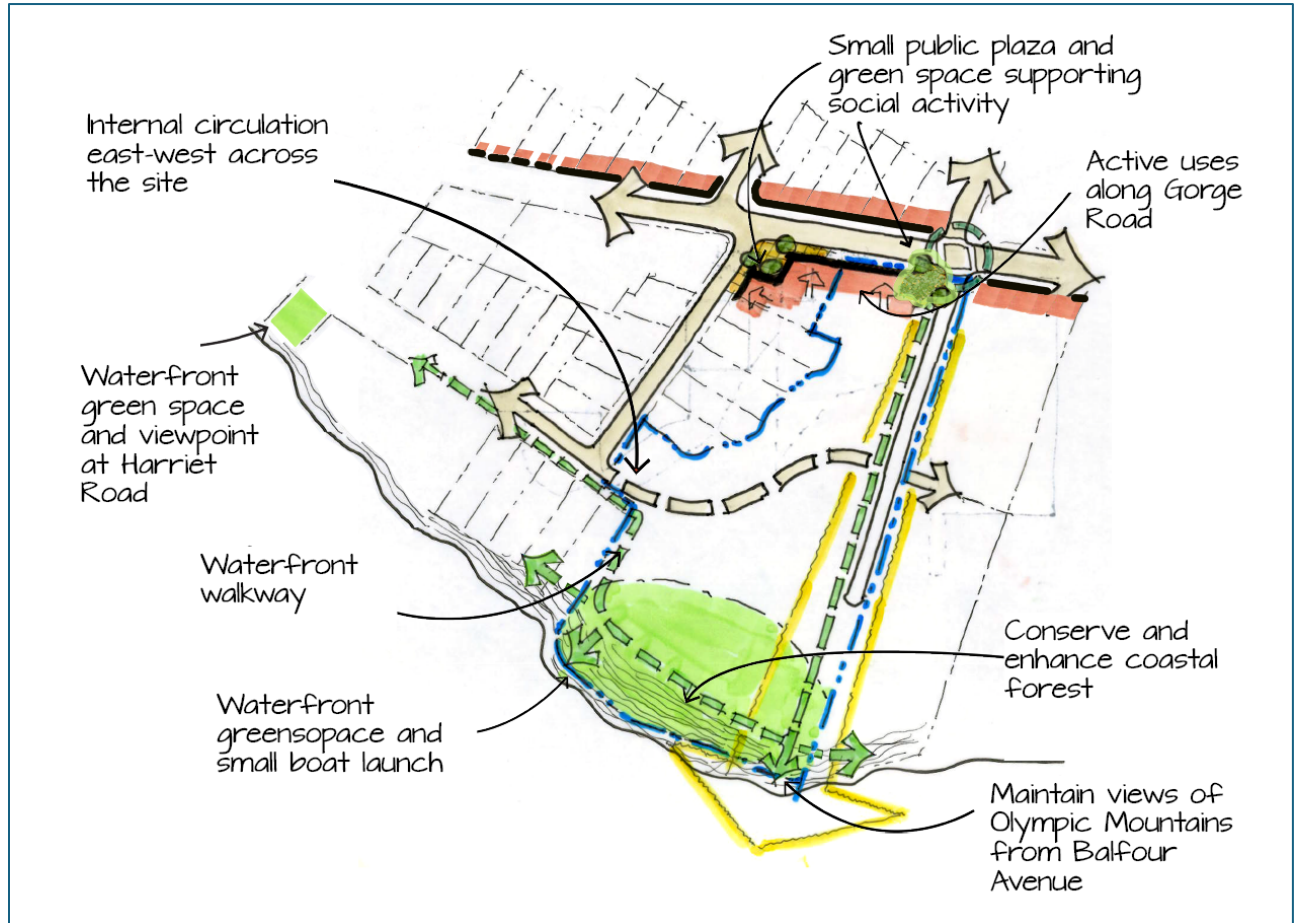 Small public plaza and
green space supporting
social activity
Internal circulation
east-west across
the site
Active uses
along Gorge
Road
Waterfront
green space
and viewpoint
at Harriet
Road
Waterfront
walkway
Conserve and
enhance coastal
forest
Waterfront
greensopace and
small boat launch
Maintain views of
Olympic Mountains
from Balfour
Avenue